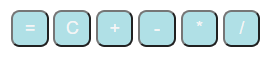 = C + - * /